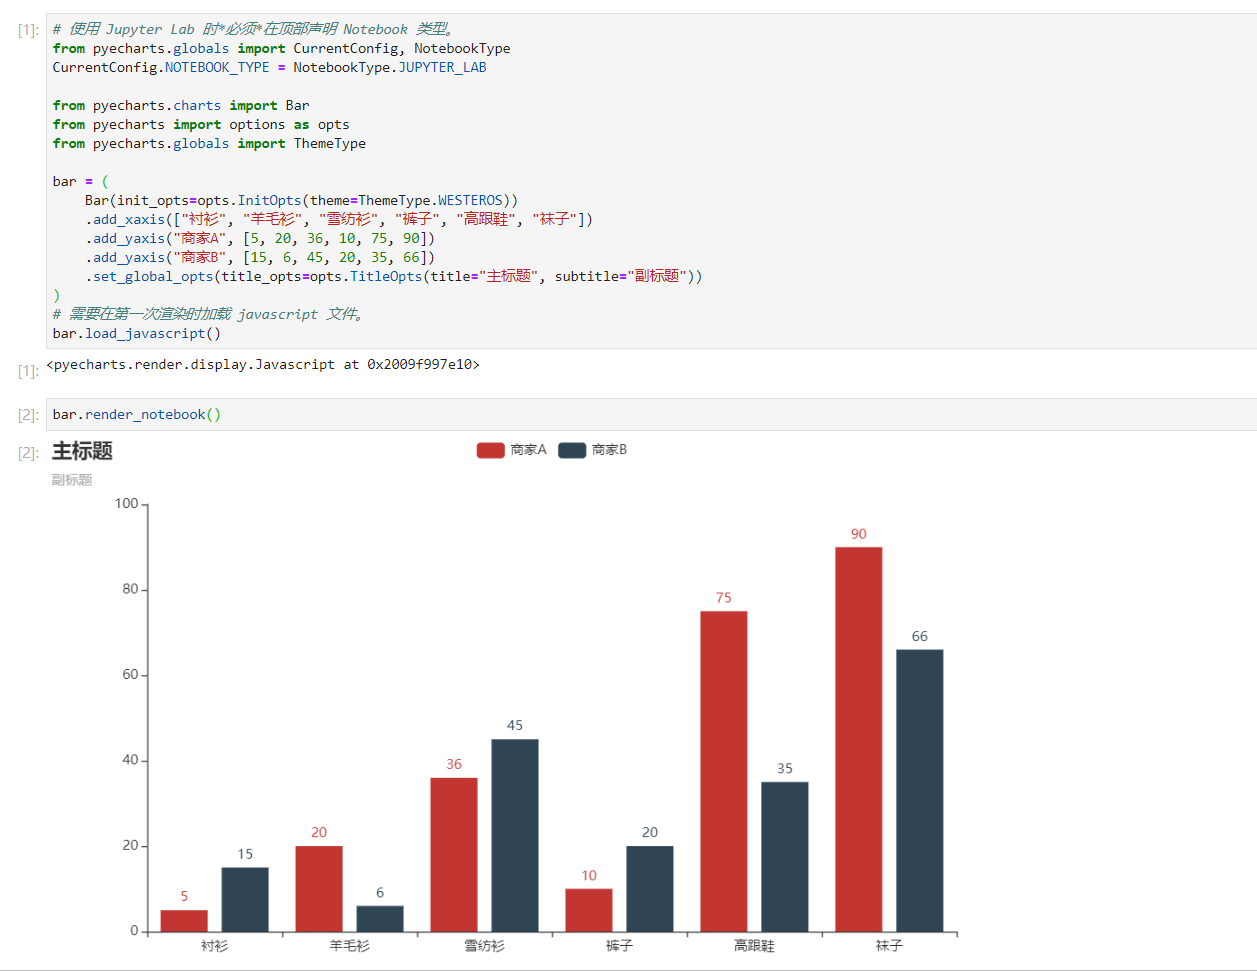 [1]: # 使用 Jupyter Lab 时*必须*在顶部声明 Notebook 类型。
from pyecharts.globals import CurrentConfig, NotebookType
CurrentConfig.NOTEBOOK_TYPE = NotebookType.JUPYTER_LAB
from pyecharts.charts import Bar
from pyecharts import options as opts
from pyecharts.globals import ThemeType
bar = (
    Bar(init_opts=opts.InitOpts(theme=ThemeType.WESTEROS))
    .add_xaxis(["衬衫", "羊毛衫", "雪纺衫", "裤子", "高跟鞋", "袜子"])
    .add_yaxis("商家A", [5, 20, 36, 10, 75, 90])
    .add_yaxis("商家B", [15, 6, 45, 20, 35, 66])
    .set_global_opts(title_opts=opts.TitleOpts(title="主标题", subtitle="副标题"))
)
# 需要在第一次渲染时加载 javascript 文件。
bar.load_javascript()
[1]: <pyecharts.render.display.Javascript at 0x2009f997e10>
[2]: bar.render_notebook()
[2]: 主标题 商家A 商家B
副标题
100
90
80
75
66
60
45
40
36
35
20
20
20
15
10
6
5
0
衬衫 羊毛衫 雪纺衫 裤子 高跟鞋 袜子